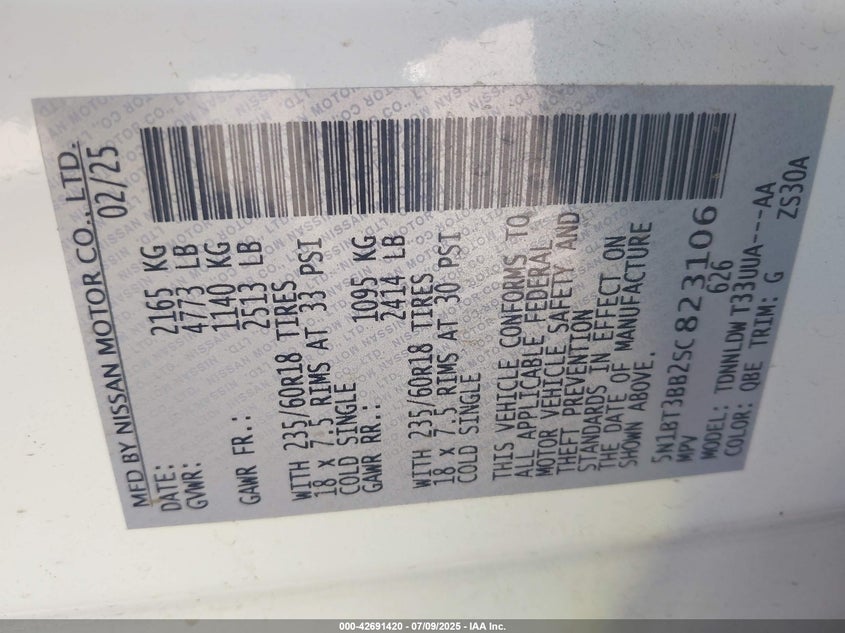 MFD BY NISSAN MOTOR CO., LTD.
DATE: 02/25
GVWR: 2165 KG
4773 LB
GAWR FR.: 1140 KG
2513 LB
WITH 235/60R18 TIRES
18 x 7.5 RIMS AT 33 PSI
COLD SINGLE
GAWR RR.: 1095 KG
2414 LB
WITH 235/60R18 TIRES
18 x 7.5 RIMS AT 30 PSI
COLD SINGLE
THIS VEHICLE CONFORMS TO
ALL APPLICABLE FEDERAL
MOTOR VEHICLE SAFETY AND
THEFT PREVENTION
STANDARDS IN EFFECT ON
THE DATE OF MANUFACTURE
SHOWN ABOVE.
5N1BT3BB2SC823106
MPV 626
MODEL: TDNNLDW T33UUA---AA
COLOR: QBE TRIM: G ZS30A
000-42691420 / 07/09/2025 - IAA Inc.